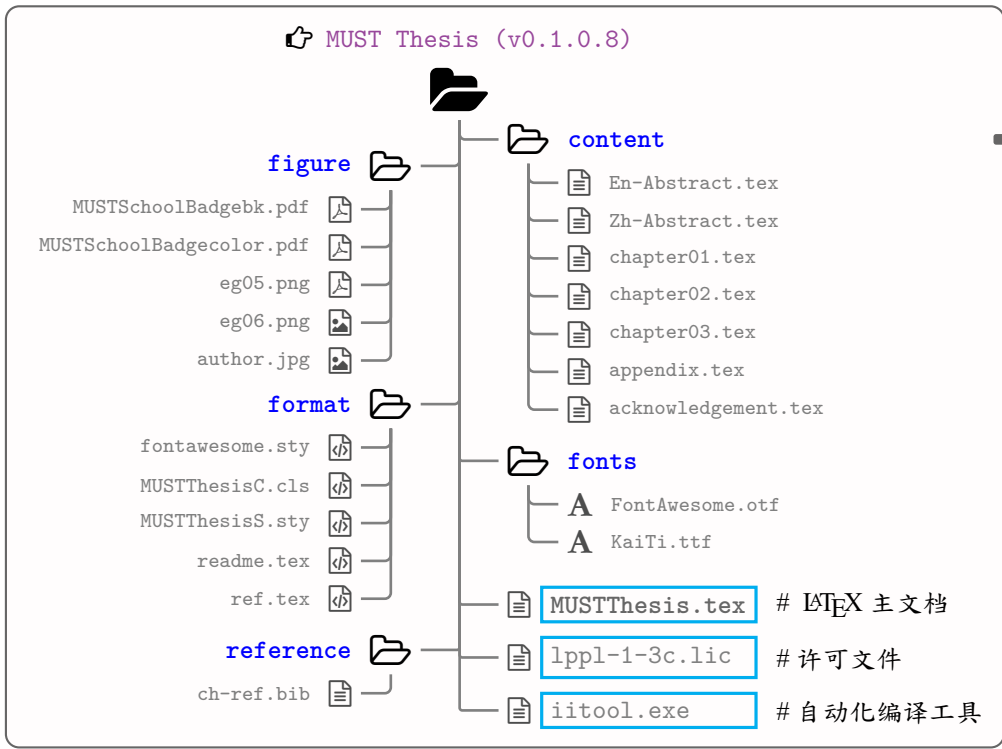 MUST Thesis (v0.1.0.8)
figure
MUSTSchoolBadgebk.pdf
MUSTSchoolBadgecolor.pdf
eg05.png
eg06.png
author.jpg
format
fontawesome.sty
MUSTThesisC.cls
MUSTThesisS.sty
readme.tex
ref.tex
reference
ch-ref.bib
content
En-Abstract.tex
Zh-Abstract.tex
chapter01.tex
chapter02.tex
chapter03.tex
appendix.tex
acknowledgement.tex
fonts
A FontAwesome.otf
A KaiTi.ttf
MUSTThesis.tex # LATEX 主文档
lppl-1-3c.lic # 许可文件
iitool.exe # 自动化编译工具